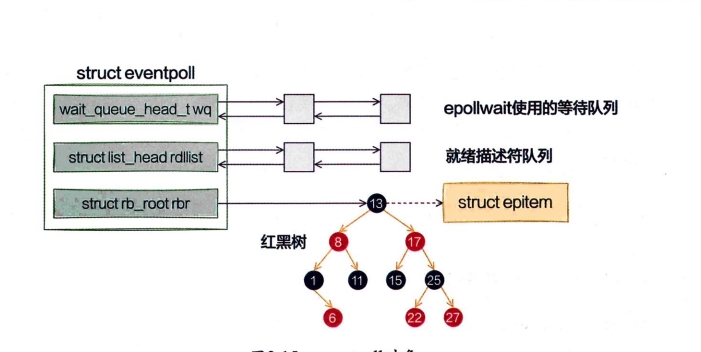 struct eventpoll
wait_queue_head_t wq
epollwait使用的等待队列
struct list_head rdllist
就绪描述符队列
struct rb_root rbr
13
struct epitem
红黑树
8
17
1
11
15
25
6
22
27